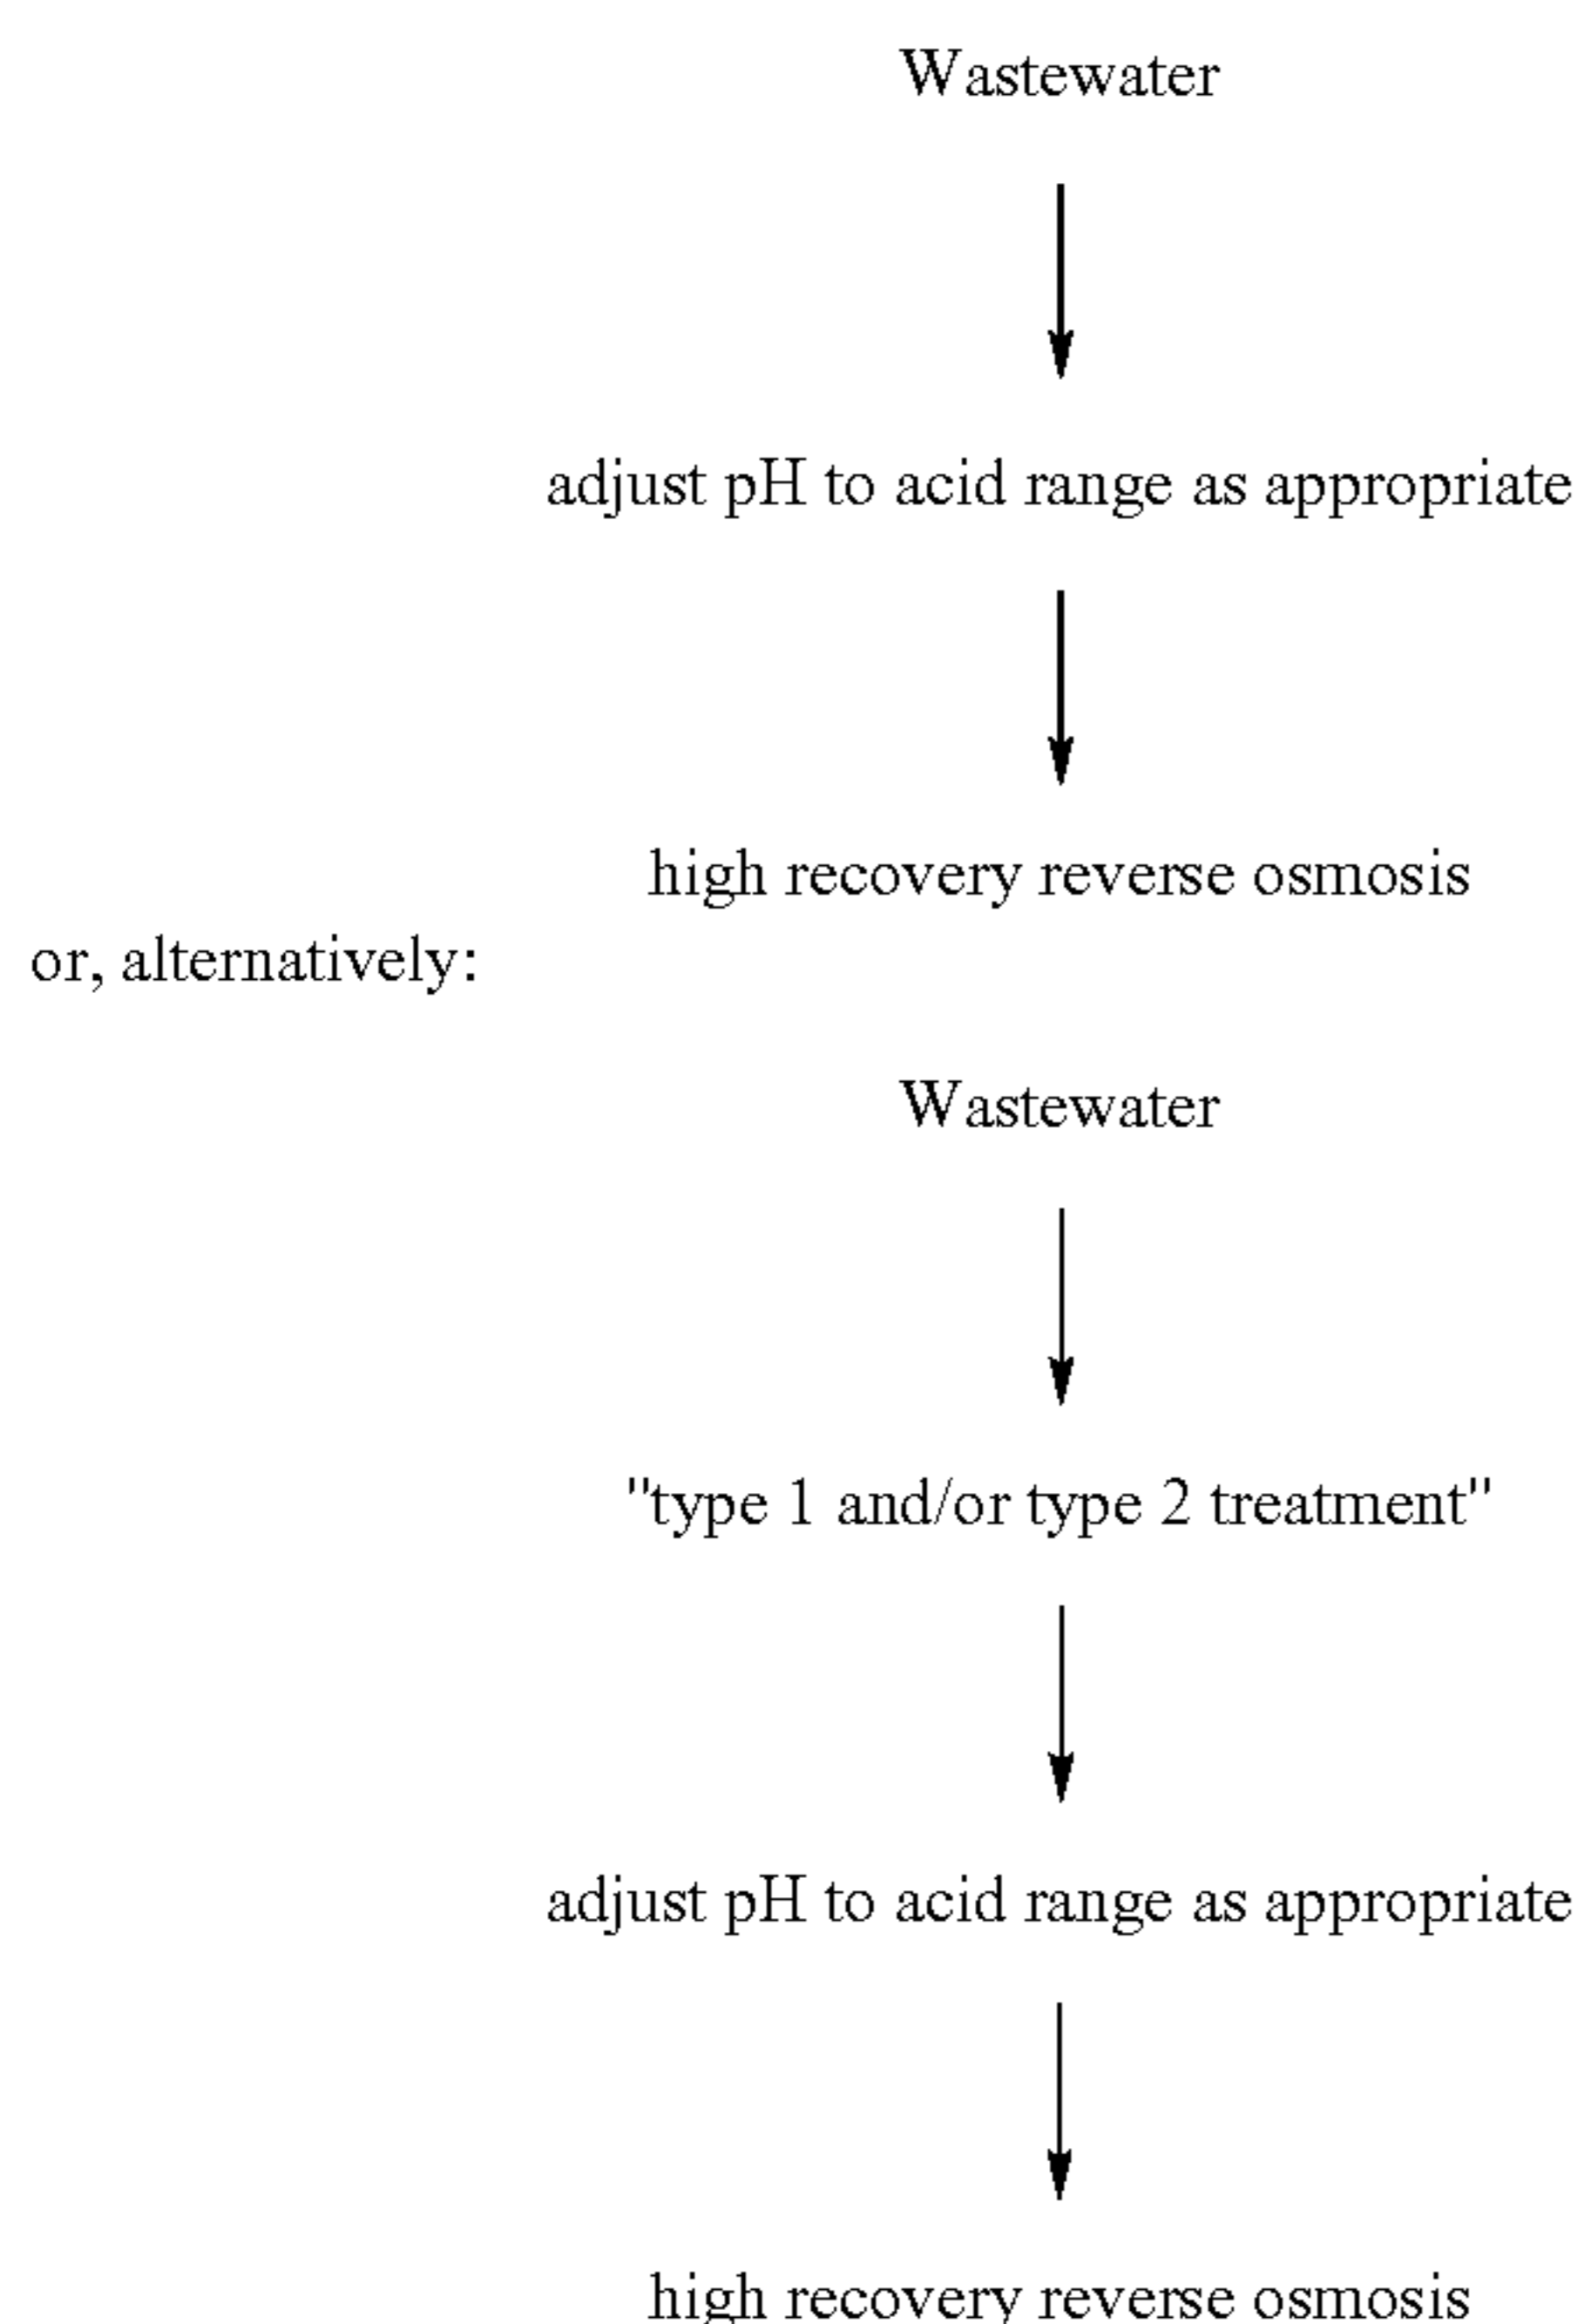 Wastewater
adjust pH to acid range as appropriate
high recovery reverse osmosis
or, alternatively:
Wastewater
"type 1 and/or type 2 treatment"
adjust pH to acid range as appropriate
high recovery reverse osmosis